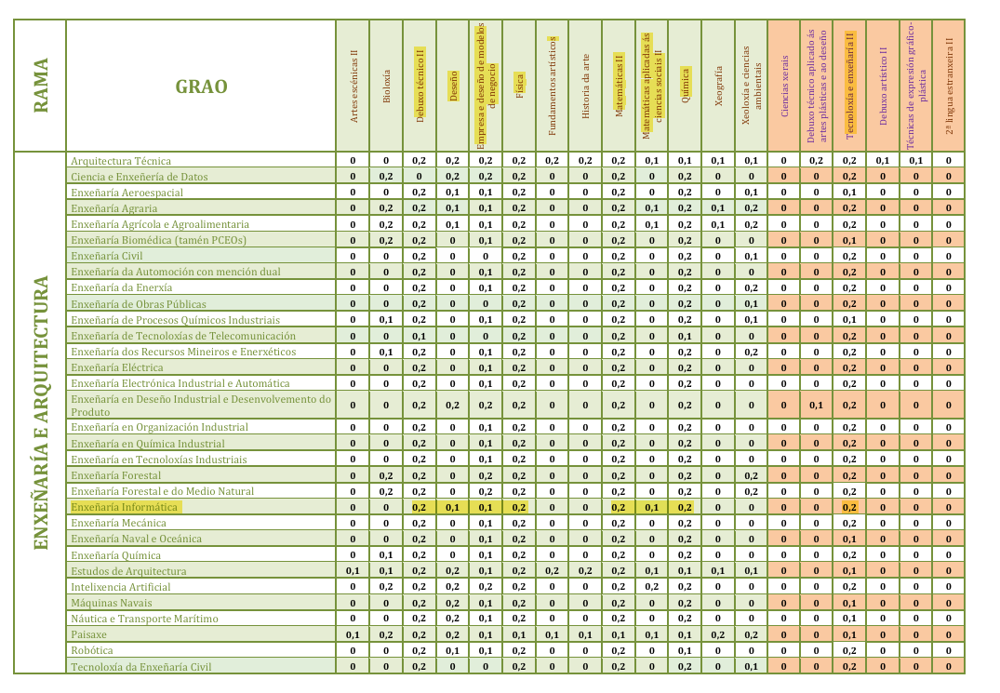 RAMA
GRAO
Artes escénicas II
Bioloxía
Debuxo técnico II
Deseño
Empresa e deseño de modelos
de negocio
Física
Fundamentos artísticos
Historia da arte
Matemáticas II
Matemáticas aplicadas ás
ciencias sociais II
Química
Xeografía
Xeoloxía e ciencias
ambientais
Ciencias xerais
Debuxo técnico aplicado ás
artes plásticas e ao deseño
Tecnoloxía e enxeñaría II
Debuxo artístico II
Técnicas de expresión gráfico-
plástica
2ª lingua estranxeira II
ENXEÑARÍA E ARQUITECTURA
Arquitectura Técnica 0 0 0,2 0,2 0,2 0,2 0,2 0,2 0,2 0,1 0,1 0,1 0,1 0 0,2 0,2 0,1 0,1 0
Ciencia e Enxeñería de Datos 0 0,2 0 0,2 0,2 0,2 0 0 0,2 0,2 0,2 0 0 0 0 0,2 0 0 0
Enxeñaría Aeroespacial 0 0 0,2 0,1 0,1 0,2 0 0 0,2 0 0,2 0 0,1 0 0 0,1 0 0 0
Enxeñaría Agraria 0 0,2 0,2 0,1 0,1 0,2 0 0 0,2 0,1 0,2 0,1 0,2 0 0 0,2 0 0 0
Enxeñaría Agrícola e Agroalimentaria 0 0,2 0,2 0,1 0,1 0,2 0 0 0,2 0,1 0,2 0,1 0,2 0 0 0,2 0 0 0
Enxeñaría Biomédica (tamén PCEOs) 0 0,2 0,2 0 0,1 0,2 0 0 0,2 0 0,2 0 0 0 0 0,1 0 0 0
Enxeñaría Civil 0 0 0,2 0 0 0,2 0 0 0,2 0 0,2 0 0,1 0 0 0,2 0 0 0
Enxeñaría da Automoción con mención dual 0 0 0,2 0 0,1 0,2 0 0 0,2 0 0,2 0 0 0 0 0,2 0 0 0
Enxeñaría da Enerxía 0 0 0,2 0 0,1 0,2 0 0 0,2 0 0,2 0 0,2 0 0 0,2 0 0 0
Enxeñaría de Obras Públicas 0 0 0,2 0 0 0,2 0 0 0,2 0 0,2 0 0,1 0 0 0,2 0 0 0
Enxeñaría de Procesos Químicos Industriais 0 0,1 0,2 0 0,1 0,2 0 0 0,2 0 0,2 0 0,1 0 0 0,1 0 0 0
Enxeñaría de Tecnoloxías de Telecomunicación 0 0 0,1 0 0 0,2 0 0 0,2 0 0,1 0 0 0 0 0,2 0 0 0
Enxeñaría dos Recursos Mineiros e Enerxéticos 0 0,1 0,2 0 0,1 0,2 0 0 0,2 0 0,2 0 0,2 0 0 0,2 0 0 0
Enxeñaría Eléctrica 0 0 0,2 0 0,1 0,2 0 0 0,2 0 0,2 0 0 0 0 0,2 0 0 0
Enxeñaría Electrónica Industrial e Automática 0 0 0,2 0 0,1 0,2 0 0 0,2 0 0,2 0 0 0 0 0,2 0 0 0
Enxeñaría en Deseño Industrial e Desenvolvemento do
Produto 0 0 0,2 0,2 0,2 0,2 0 0 0,2 0 0,2 0 0 0 0,1 0,2 0 0 0
Enxeñaría en Organización Industrial 0 0 0,2 0 0,1 0,2 0 0 0,2 0 0,2 0 0 0 0 0,2 0 0 0
Enxeñaría en Química Industrial 0 0 0,2 0 0,1 0,2 0 0 0,2 0 0,2 0 0 0 0 0,2 0 0 0
Enxeñaría en Tecnoloxías Industriais 0 0 0,2 0 0,1 0,2 0 0 0,2 0 0,2 0 0 0 0 0,2 0 0 0
Enxeñaría Forestal 0 0,2 0,2 0 0,1 0,2 0 0 0,2 0 0,2 0 0,2 0 0 0,2 0 0 0
Enxeñaría Forestal e do Medio Natural 0 0,2 0,2 0 0,2 0,2 0 0 0,2 0 0,2 0 0,2 0 0 0,2 0 0 0
Enxeñaría Informática 0 0 0,2 0,1 0,1 0,2 0 0 0,2 0,1 0,2 0 0 0 0 0,2 0 0 0
Enxeñaría Mecánica 0 0 0,2 0 0,1 0,2 0 0 0,2 0 0,2 0 0 0 0 0,2 0 0 0
Enxeñaría Naval e Oceánica 0 0 0,2 0 0,1 0,2 0 0 0,2 0 0,2 0 0 0 0 0,1 0 0 0
Enxeñaría Química 0 0,1 0,2 0 0,1 0,2 0 0 0,2 0 0,2 0 0 0 0 0,2 0 0 0
Estudos de Arquitectura 0,1 0,1 0,2 0,2 0,1 0,2 0,2 0,2 0,2 0,1 0,1 0,1 0,1 0 0 0,1 0 0 0
Intelixencia Artificial 0 0,2 0,2 0,2 0,2 0,2 0 0 0,2 0,2 0,2 0 0 0 0 0,2 0 0 0
Máquinas Navais 0 0 0,2 0,2 0,1 0,2 0 0 0,2 0 0,2 0 0 0 0 0,1 0 0 0
Náutica e Transporte Marítimo 0 0 0,2 0,2 0,1 0,2 0 0 0,2 0 0,2 0 0 0 0 0,1 0 0 0
Paisaxe 0,1 0,2 0,2 0,2 0,1 0,1 0,1 0,1 0,1 0,1 0,1 0,2 0,2 0 0 0,1 0 0 0
Robótica 0 0 0,2 0,1 0,1 0,2 0 0 0,2 0 0,1 0 0 0 0 0,2 0 0 0
Tecnoloxía da Enxeñaría Civil 0 0 0,2 0 0 0,2 0 0 0,2 0 0,2 0 0,1 0 0 0,2 0 0 0